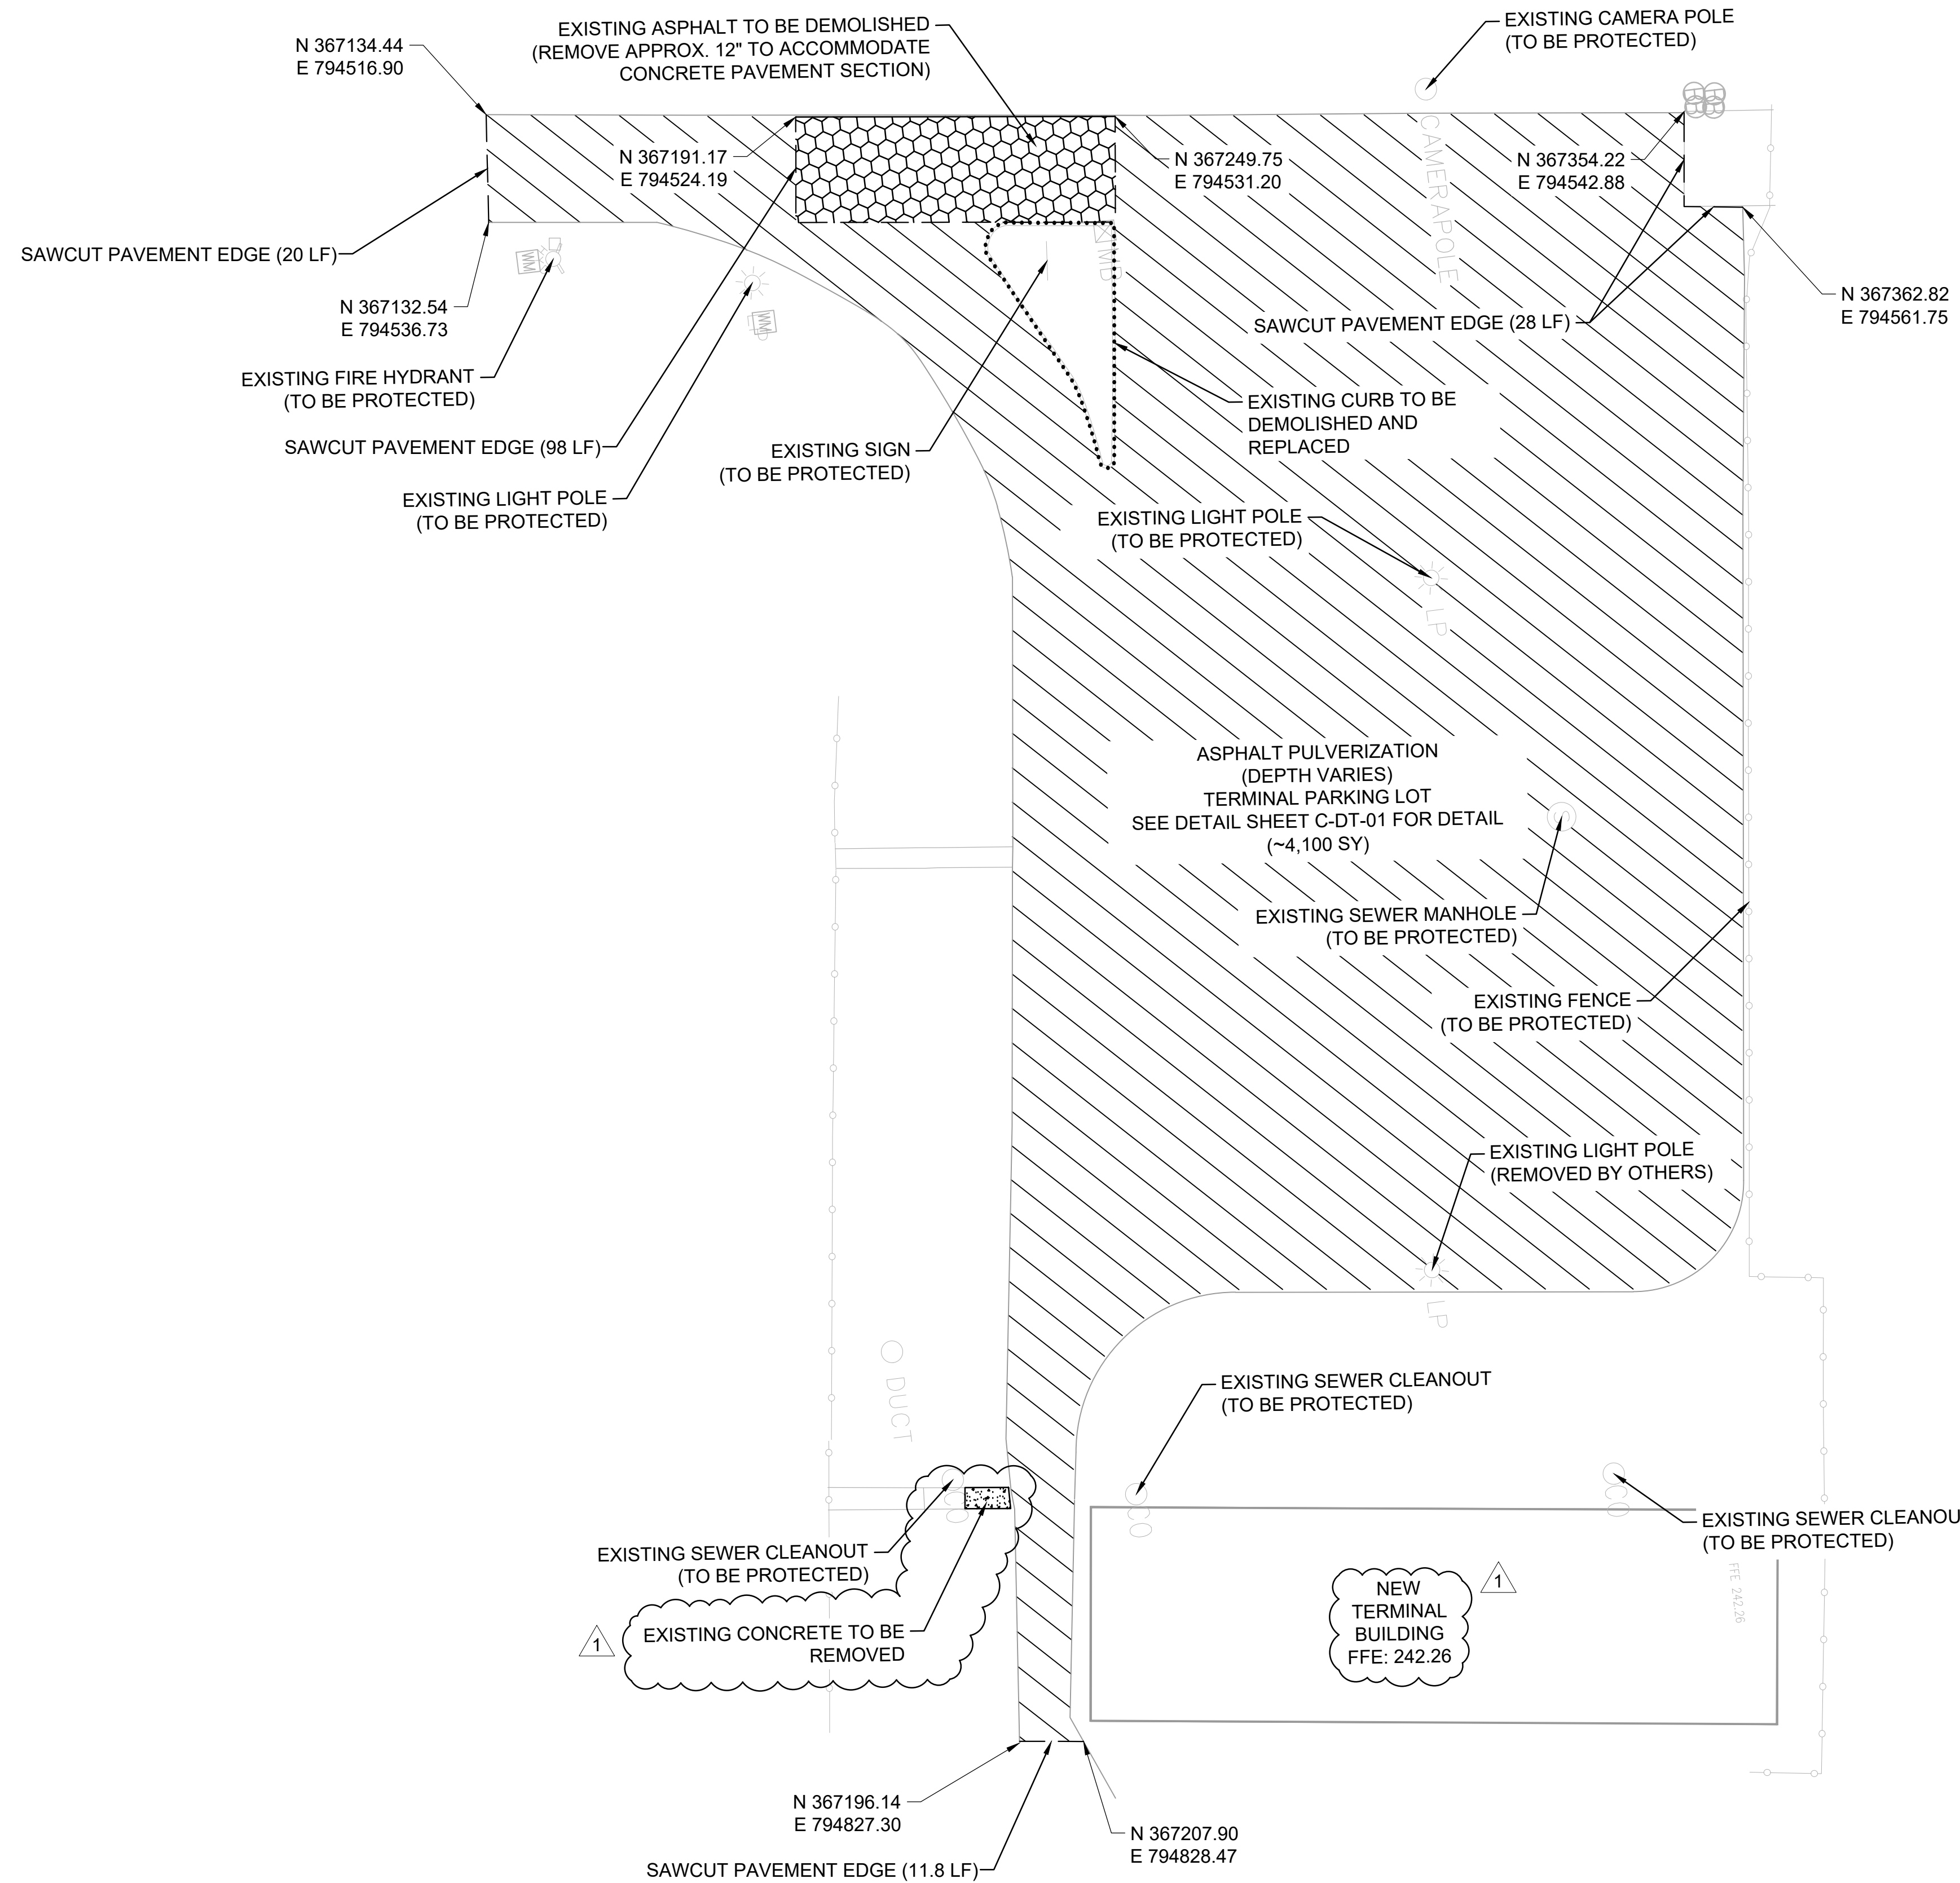 EXISTING ASPHALT TO BE DEMOLISHED
(REMOVE APPROX. 12" TO ACCOMMODATE
CONCRETE PAVEMENT SECTION)
EXISTING CAMERA POLE
(TO BE PROTECTED)
N 367134.44
E 794516.90
N 367191.17
E 794524.19
N 367249.75
E 794531.20
CAMERAPOLE
N 367354.22
E 794542.88
SAWCUT PAVEMENT EDGE (20 LF)
WM
WM
LP
N 367132.54
E 794536.73
N 367362.82
E 794561.75
SAWCUT PAVEMENT EDGE (28 LF)
EXISTING FIRE HYDRANT
(TO BE PROTECTED)
EXISTING CURB TO BE
DEMOLISHED AND
REPLACED
SAWCUT PAVEMENT EDGE (98 LF)
EXISTING SIGN
(TO BE PROTECTED)
EXISTING LIGHT POLE
(TO BE PROTECTED)
EXISTING LIGHT POLE
(TO BE PROTECTED)
LP
ASPHALT PULVERIZATION
(DEPTH VARIES)
TERMINAL PARKING LOT
SEE DETAIL SHEET C-DT-01 FOR DETAIL
(~4,100 SY)
EXISTING SEWER MANHOLE
(TO BE PROTECTED)
EXISTING FENCE
(TO BE PROTECTED)
EXISTING LIGHT POLE
(REMOVED BY OTHERS)
LP
DUCT
EXISTING SEWER CLEANOUT
(TO BE PROTECTED)
CO
CO
CO
EXISTING SEWER CLEANOU
(TO BE PROTECTED)
EXISTING SEWER CLEANOUT
(TO BE PROTECTED)
FFE 242.26
NEW
TERMINAL
BUILDING
FFE: 242.26
1
1
EXISTING CONCRETE TO BE
REMOVED
N 367196.14
E 794827.30
N 367207.90
E 794828.47
SAWCUT PAVEMENT EDGE (11.8 LF)